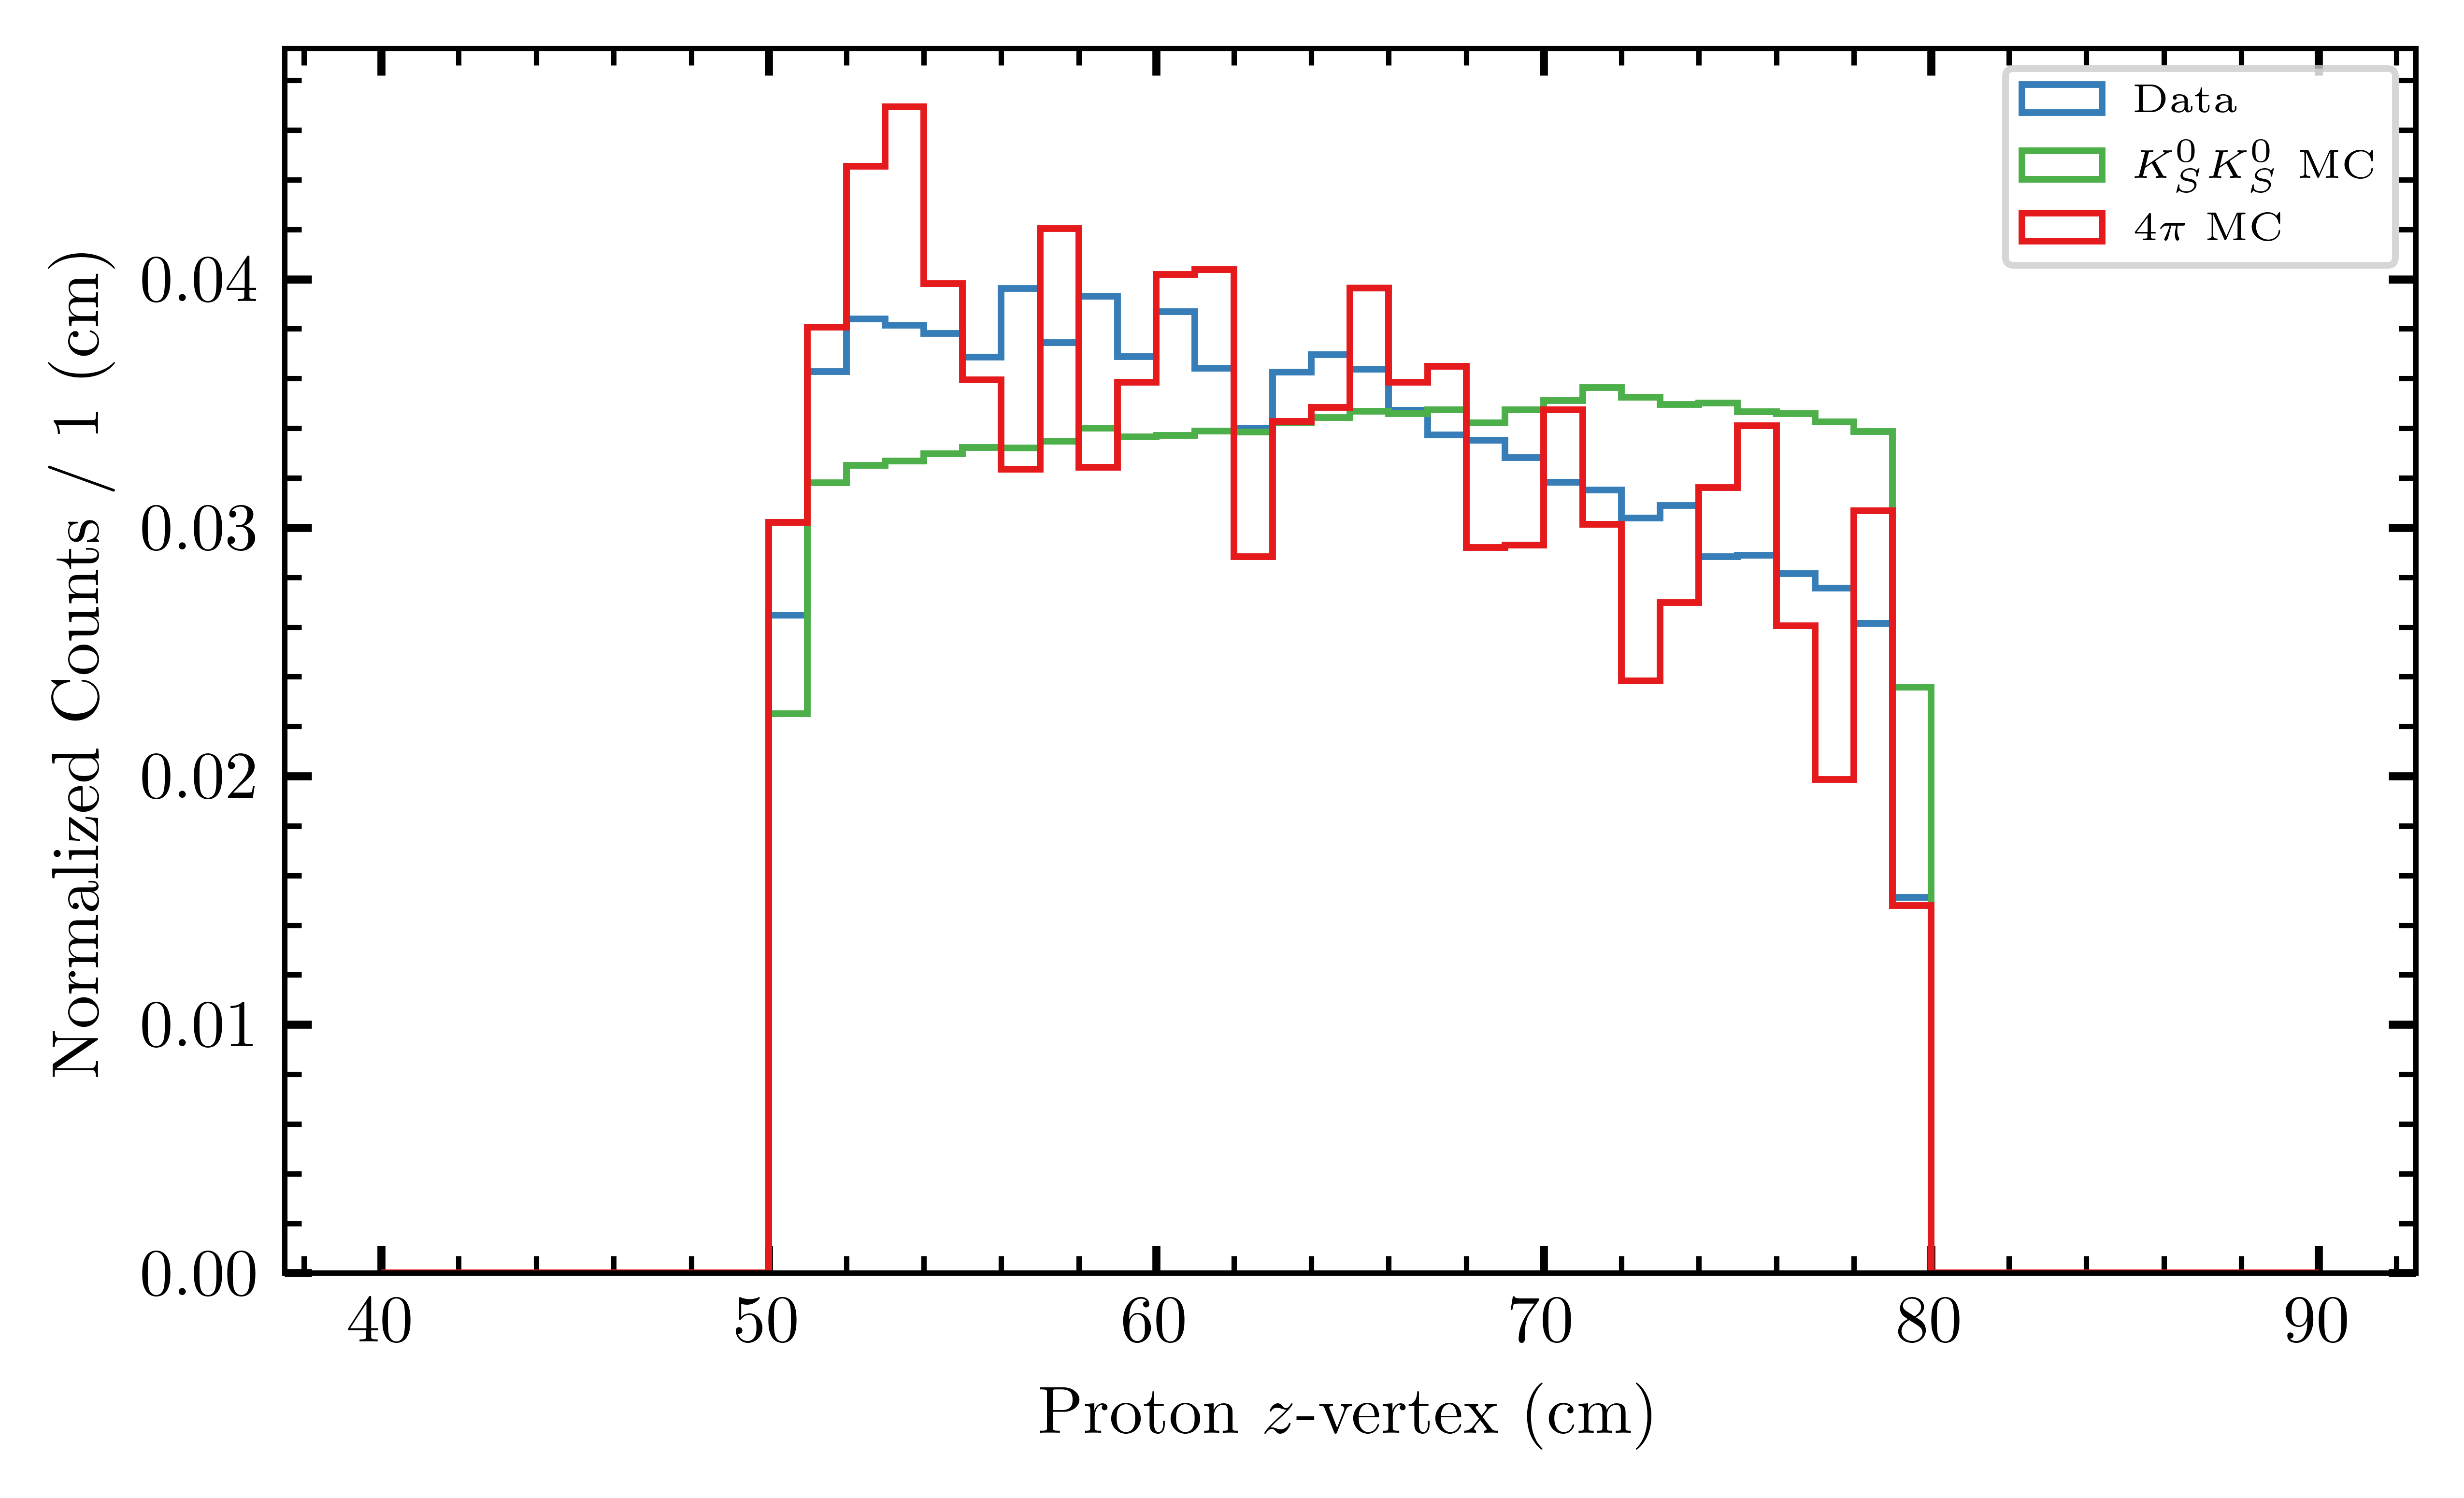 Data
$K_S^0 K_S^0$ MC
4π MC
Normalized Counts / 1 (cm)
0.04
0.03
0.02
0.01
0.00
40 50 60 70 80 90
Proton z-vertex (cm)